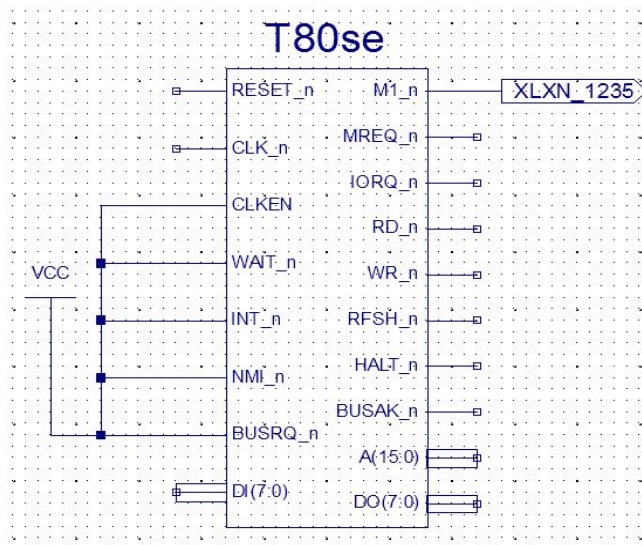 T80se
RESET_n M1_n XLXN_1235
MREQ_n
CLK_n
IORQ_n
CLKEN
RD_n
WAIT_n
VCC WR_n
INT_n RFSH_n
HALT_n
NMI_n
BUSAK_n
BUSRQ_n
A(15:0)
DI(7:0)
DO(7:0)